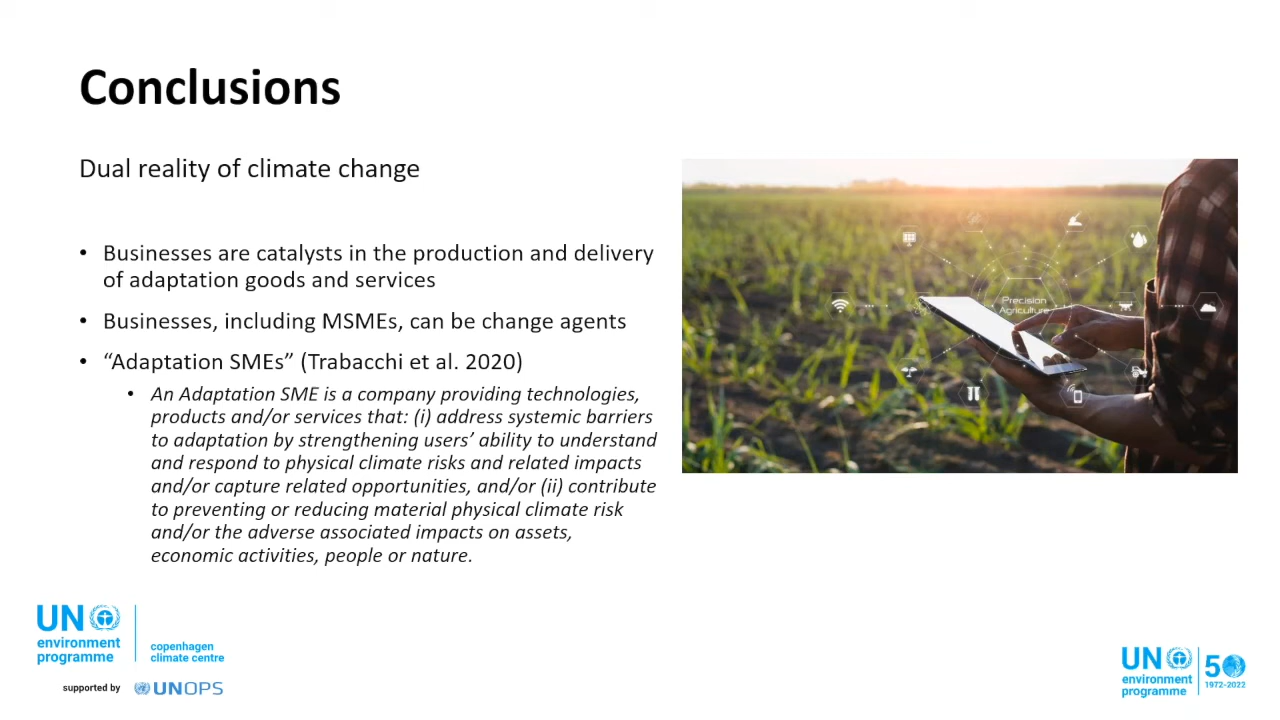 Conclusions
Dual reality of climate change
• Businesses are catalysts in the production and delivery
of adaptation goods and services
• Businesses, including MSMEs, can be change agents
• “Adaptation SMEs” (Trabacchi et al. 2020)
• An Adaptation SME is a company providing technologies,
products and/or services that: (i) address systemic barriers
to adaptation by strengthening users’ ability to understand
and respond to physical climate risks and related impacts
and/or capture related opportunities, and/or (ii) contribute
to preventing or reducing material physical climate risk
and/or the adverse associated impacts on assets,
economic activities, people or nature.
Precision
Agriculture
UN
environment
programme
copenhagen
climate centre
supported by
UNOPS
UN
environment
programme
50
1972-2022